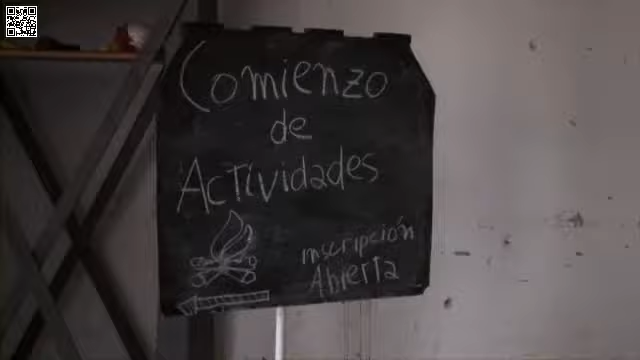 Comienzo
de
Actividades
Inscripción
Abierta